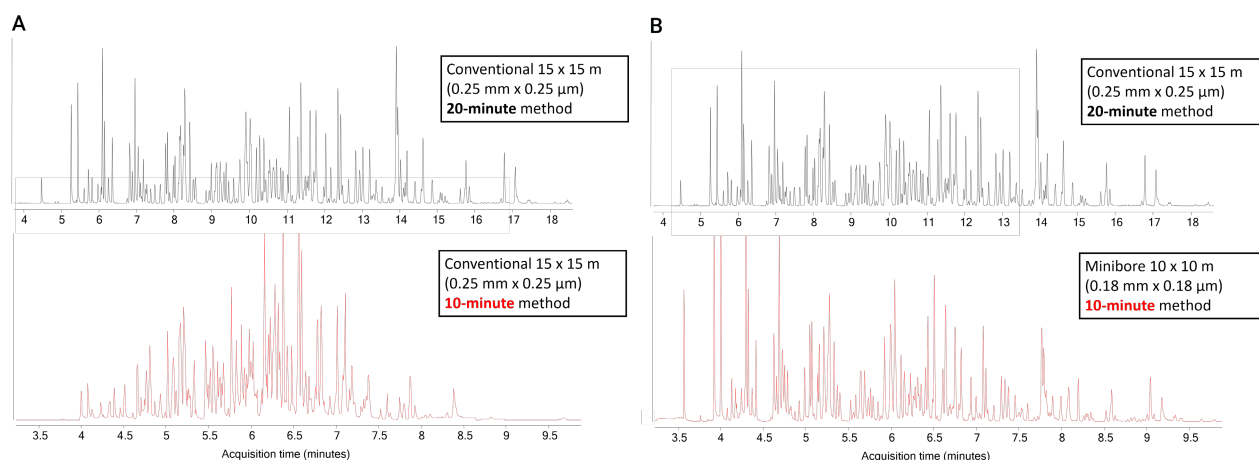 A
Conventional 15 x 15 m
(0.25 mm x 0.25 µm)
20-minute method
4 5 6 7 8 9 10 11 12 13 14 15 16 17 18
Conventional 15 x 15 m
(0.25 mm x 0.25 µm)
10-minute method
3.5 4 4.5 5 5.5 6 6.5 7 7.5 8 8.5 9 9.5
Acquisition time (minutes)
B
Conventional 15 x 15 m
(0.25 mm x 0.25 µm)
20-minute method
4 5 6 7 8 9 10 11 12 13 14 15 16 17 18
Minibore 10 x 10 m
(0.18 mm x 0.18 µm)
10-minute method
3.5 4 4.5 5 5.5 6 6.5 7 7.5 8 8.5 9 9.5
Acquisition time (minutes)